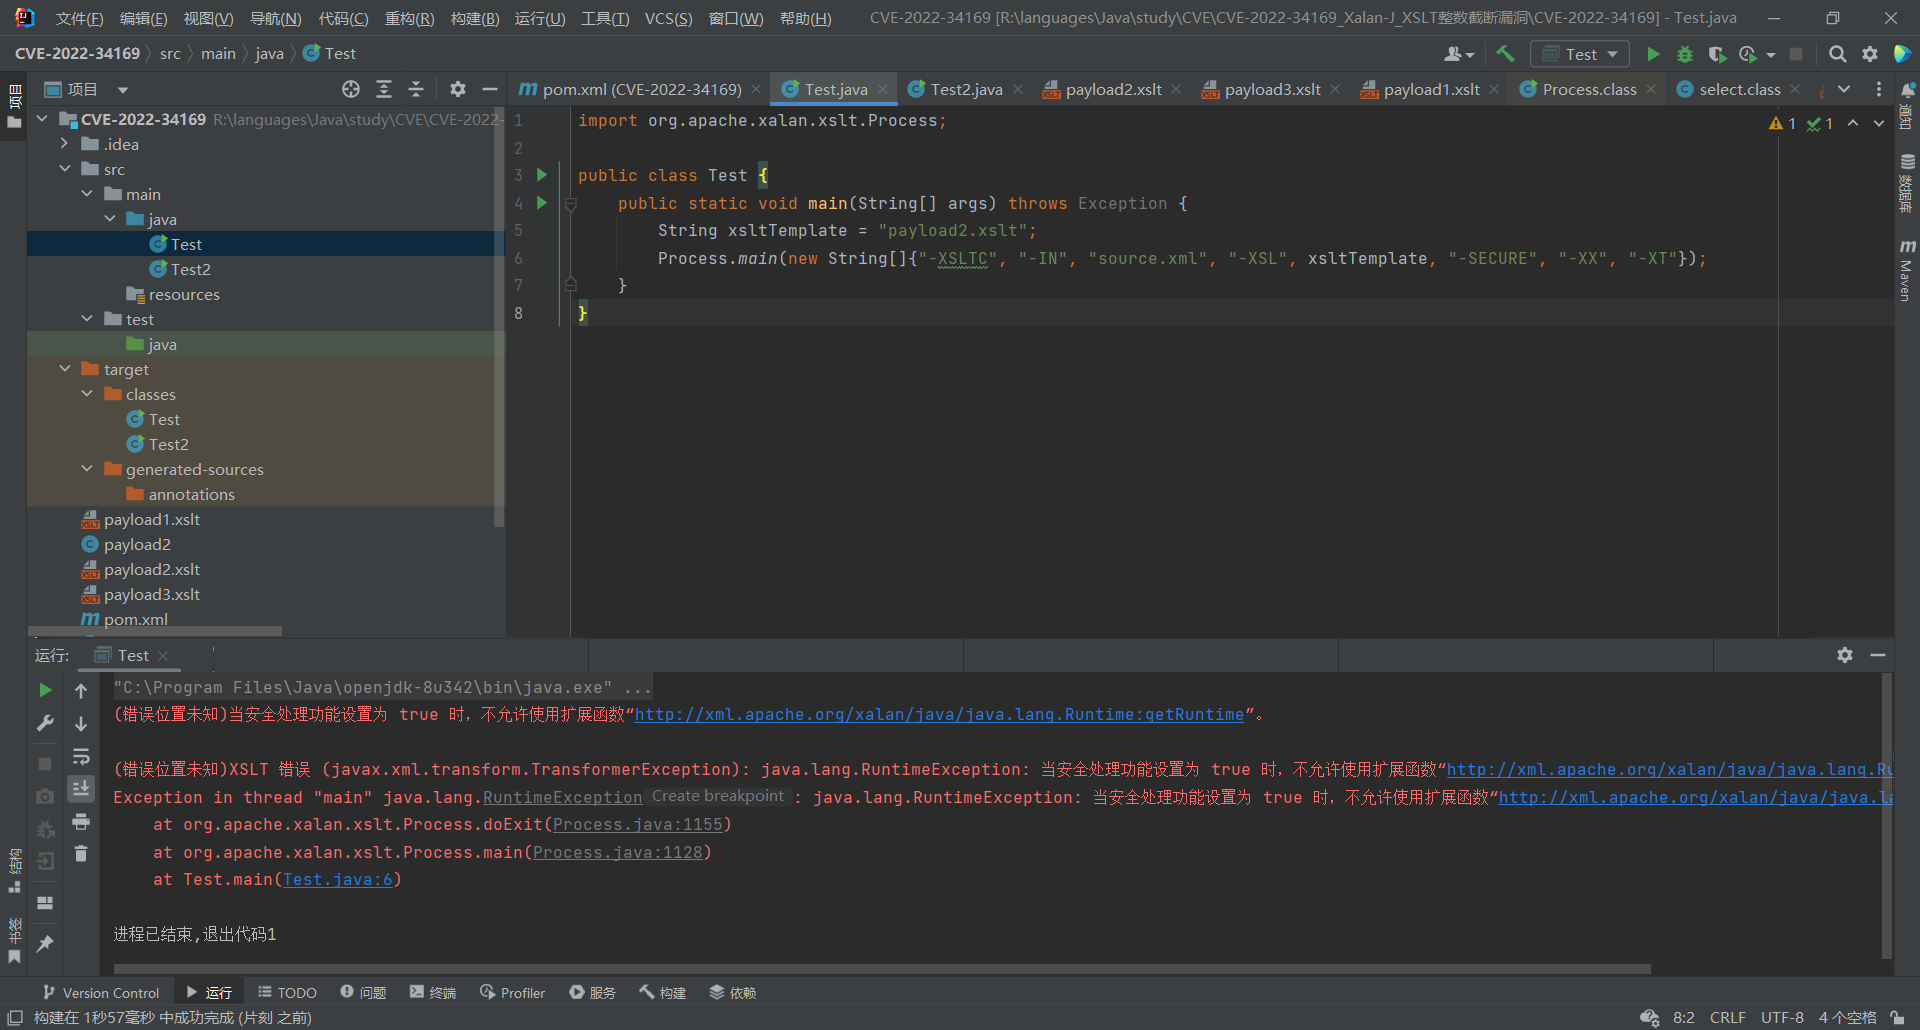 文件(F) 编辑(E) 视图(V) 导航(N) 代码(C) 重构(R) 构建(B) 运行(U) 工具(T) VCS(S) 窗口(W) 帮助(H) CVE-2022-34169 [R:\languages\Java\study\CVE\CVE-2022-34169_Xalan-J_XSLT整数截断漏洞\CVE-2022-34169] - Test.java
CVE-2022-34169 src main java Test
Test
项目
项目
pom.xml (CVE-2022-34169) Test.java Test2.java payload2.xslt payload3.xslt payload1.xslt Process.class select.class
CVE-2022-34169 R:\languages\Java\study\CVE\CVE-2022-
.idea
src
main
java
Test
Test2
resources
test
java
target
classes
Test
Test2
generated-sources
annotations
payload1.xslt
payload2
payload2.xslt
payload3.xslt
pom.xml
1 import org.apache.xalan.xslt.Process;
2
3 public class Test {
4 public static void main(String[] args) throws Exception {
5 String xsltTemplate = "payload2.xslt";
6 Process.main(new String[]{"-XSLTC", "-IN", "source.xml", "-XSL", xsltTemplate, "-SECURE", "-XX", "-XT"});
7 }
8 }
1 1
通知
数据库
Maven
运行: Test
"C:\Program Files\Java\openjdk-8u342\bin\java.exe" ...
(错误位置未知)当安全处理功能设置为 true 时，不允许使用扩展函数“http://xml.apache.org/xalan/java/java.lang.Runtime:getRuntime”。
(错误位置未知)XSLT 错误 (javax.xml.transform.TransformerException): java.lang.RuntimeException: 当安全处理功能设置为 true 时，不允许使用扩展函数“http://xml.apache.org/xalan/java/java.lang.Ru
Exception in thread "main" java.lang.RuntimeException Create breakpoint : java.lang.RuntimeException: 当安全处理功能设置为 true 时，不允许使用扩展函数“http://xml.apache.org/xalan/java/java.la
at org.apache.xalan.xslt.Process.doExit(Process.java:1155)
at org.apache.xalan.xslt.Process.main(Process.java:1128)
at Test.main(Test.java:6)
进程已结束,退出代码1
结构
书签
Version Control 运行 TODO 问题 终端 Profiler 服务 构建 依赖
构建在 1秒57毫秒 中成功完成 (片刻 之前)
8:2 CRLF UTF-8 4 个空格